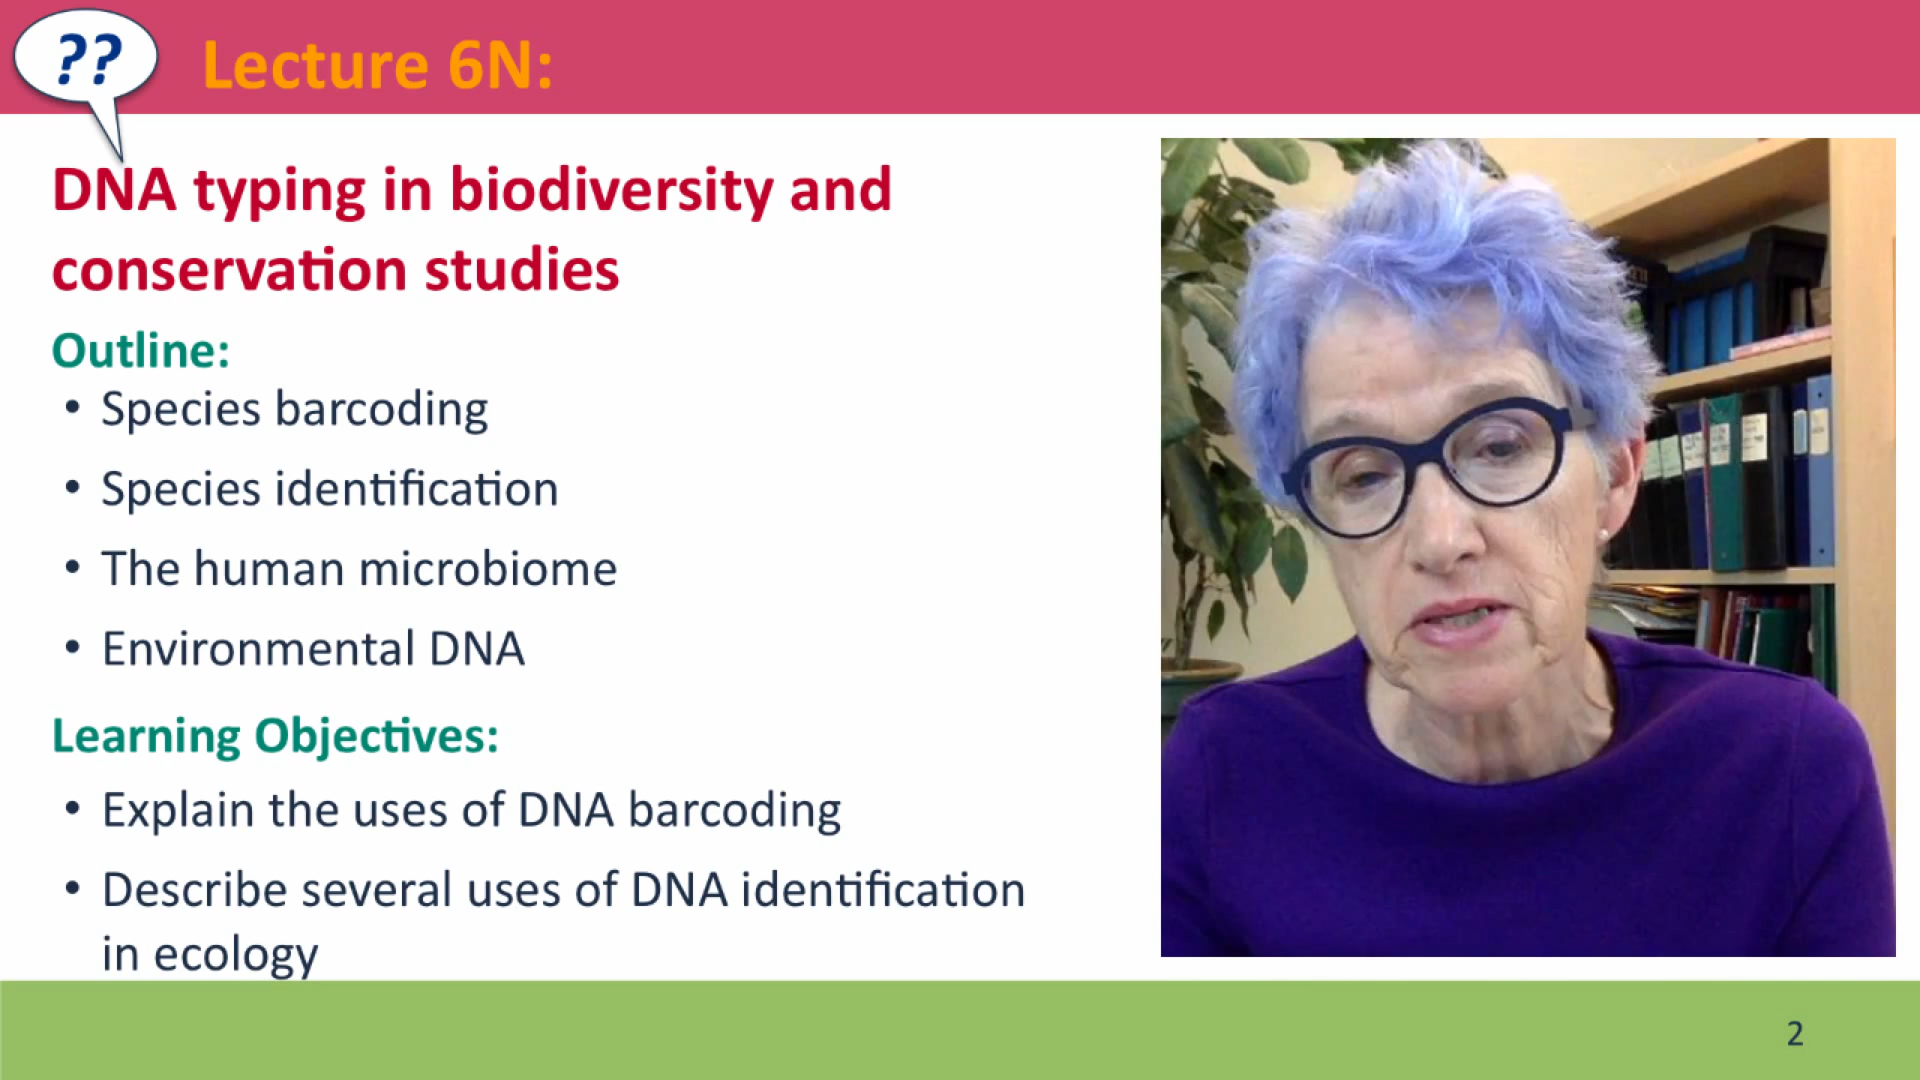 ??
Lecture 6N:
DNA typing in biodiversity and
conservation studies
Outline:
• Species barcoding
• Species identification
• The human microbiome
• Environmental DNA
Learning Objectives:
• Explain the uses of DNA barcoding
• Describe several uses of DNA identification
in ecology
2